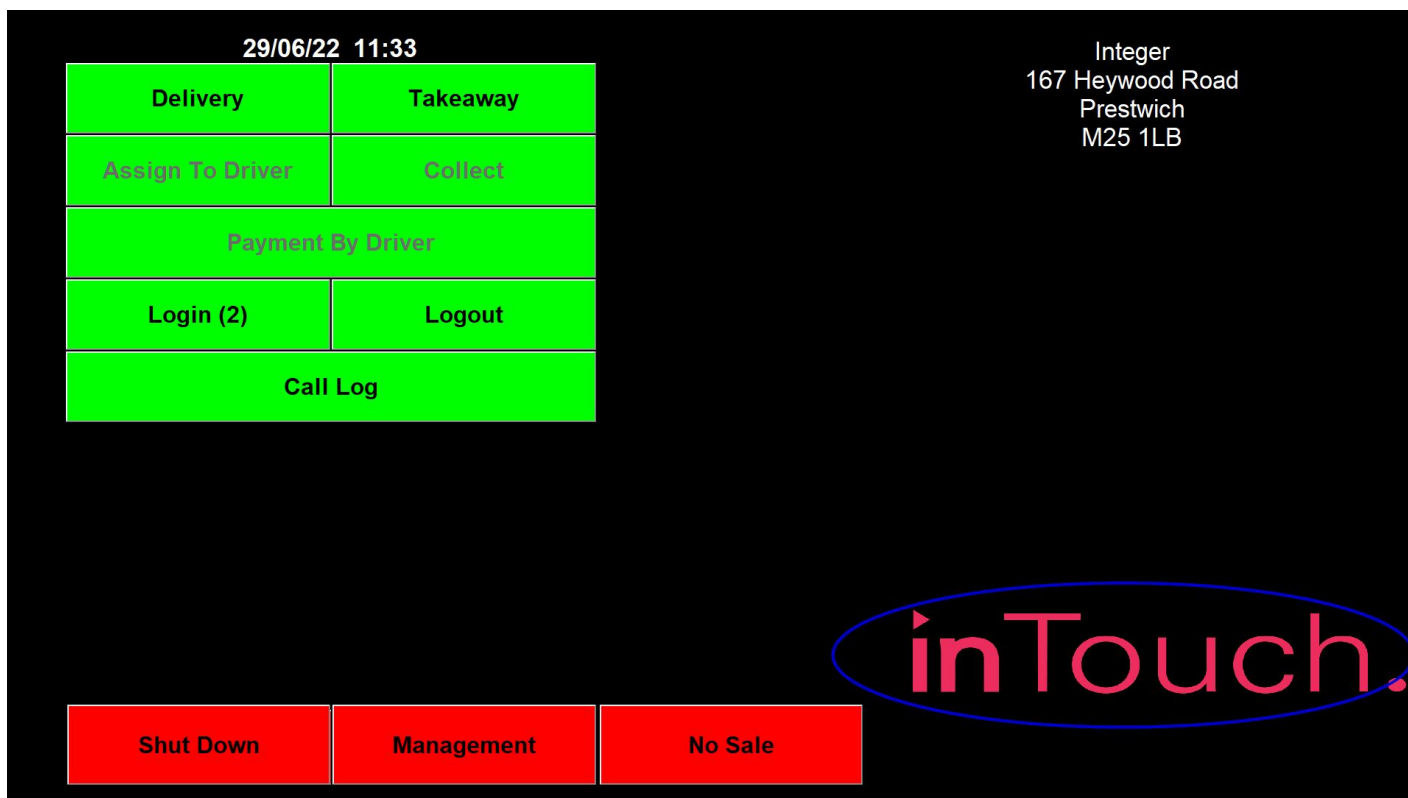 29/06/22 11:33
Integer
167 Heywood Road
Prestwich
M25 1LB
Delivery Takeaway
Assign To Driver Collect
Payment By Driver
Login (2) Logout
Call Log
inTouch.
Shut Down Management No Sale